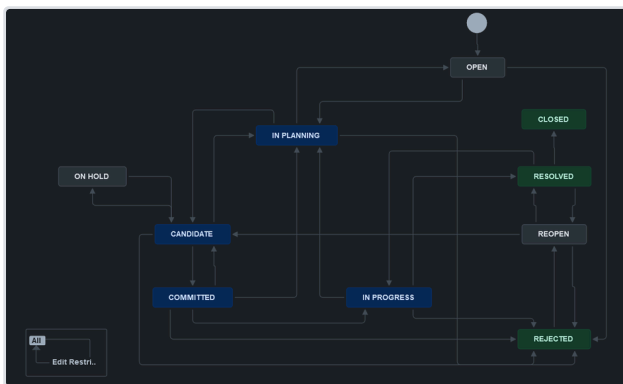 OPEN
CLOSED
IN PLANNING
ON HOLD
RESOLVED
CANDIDATE
REOPEN
COMMITTED
IN PROGRESS
REJECTED
All
Edit Restri..